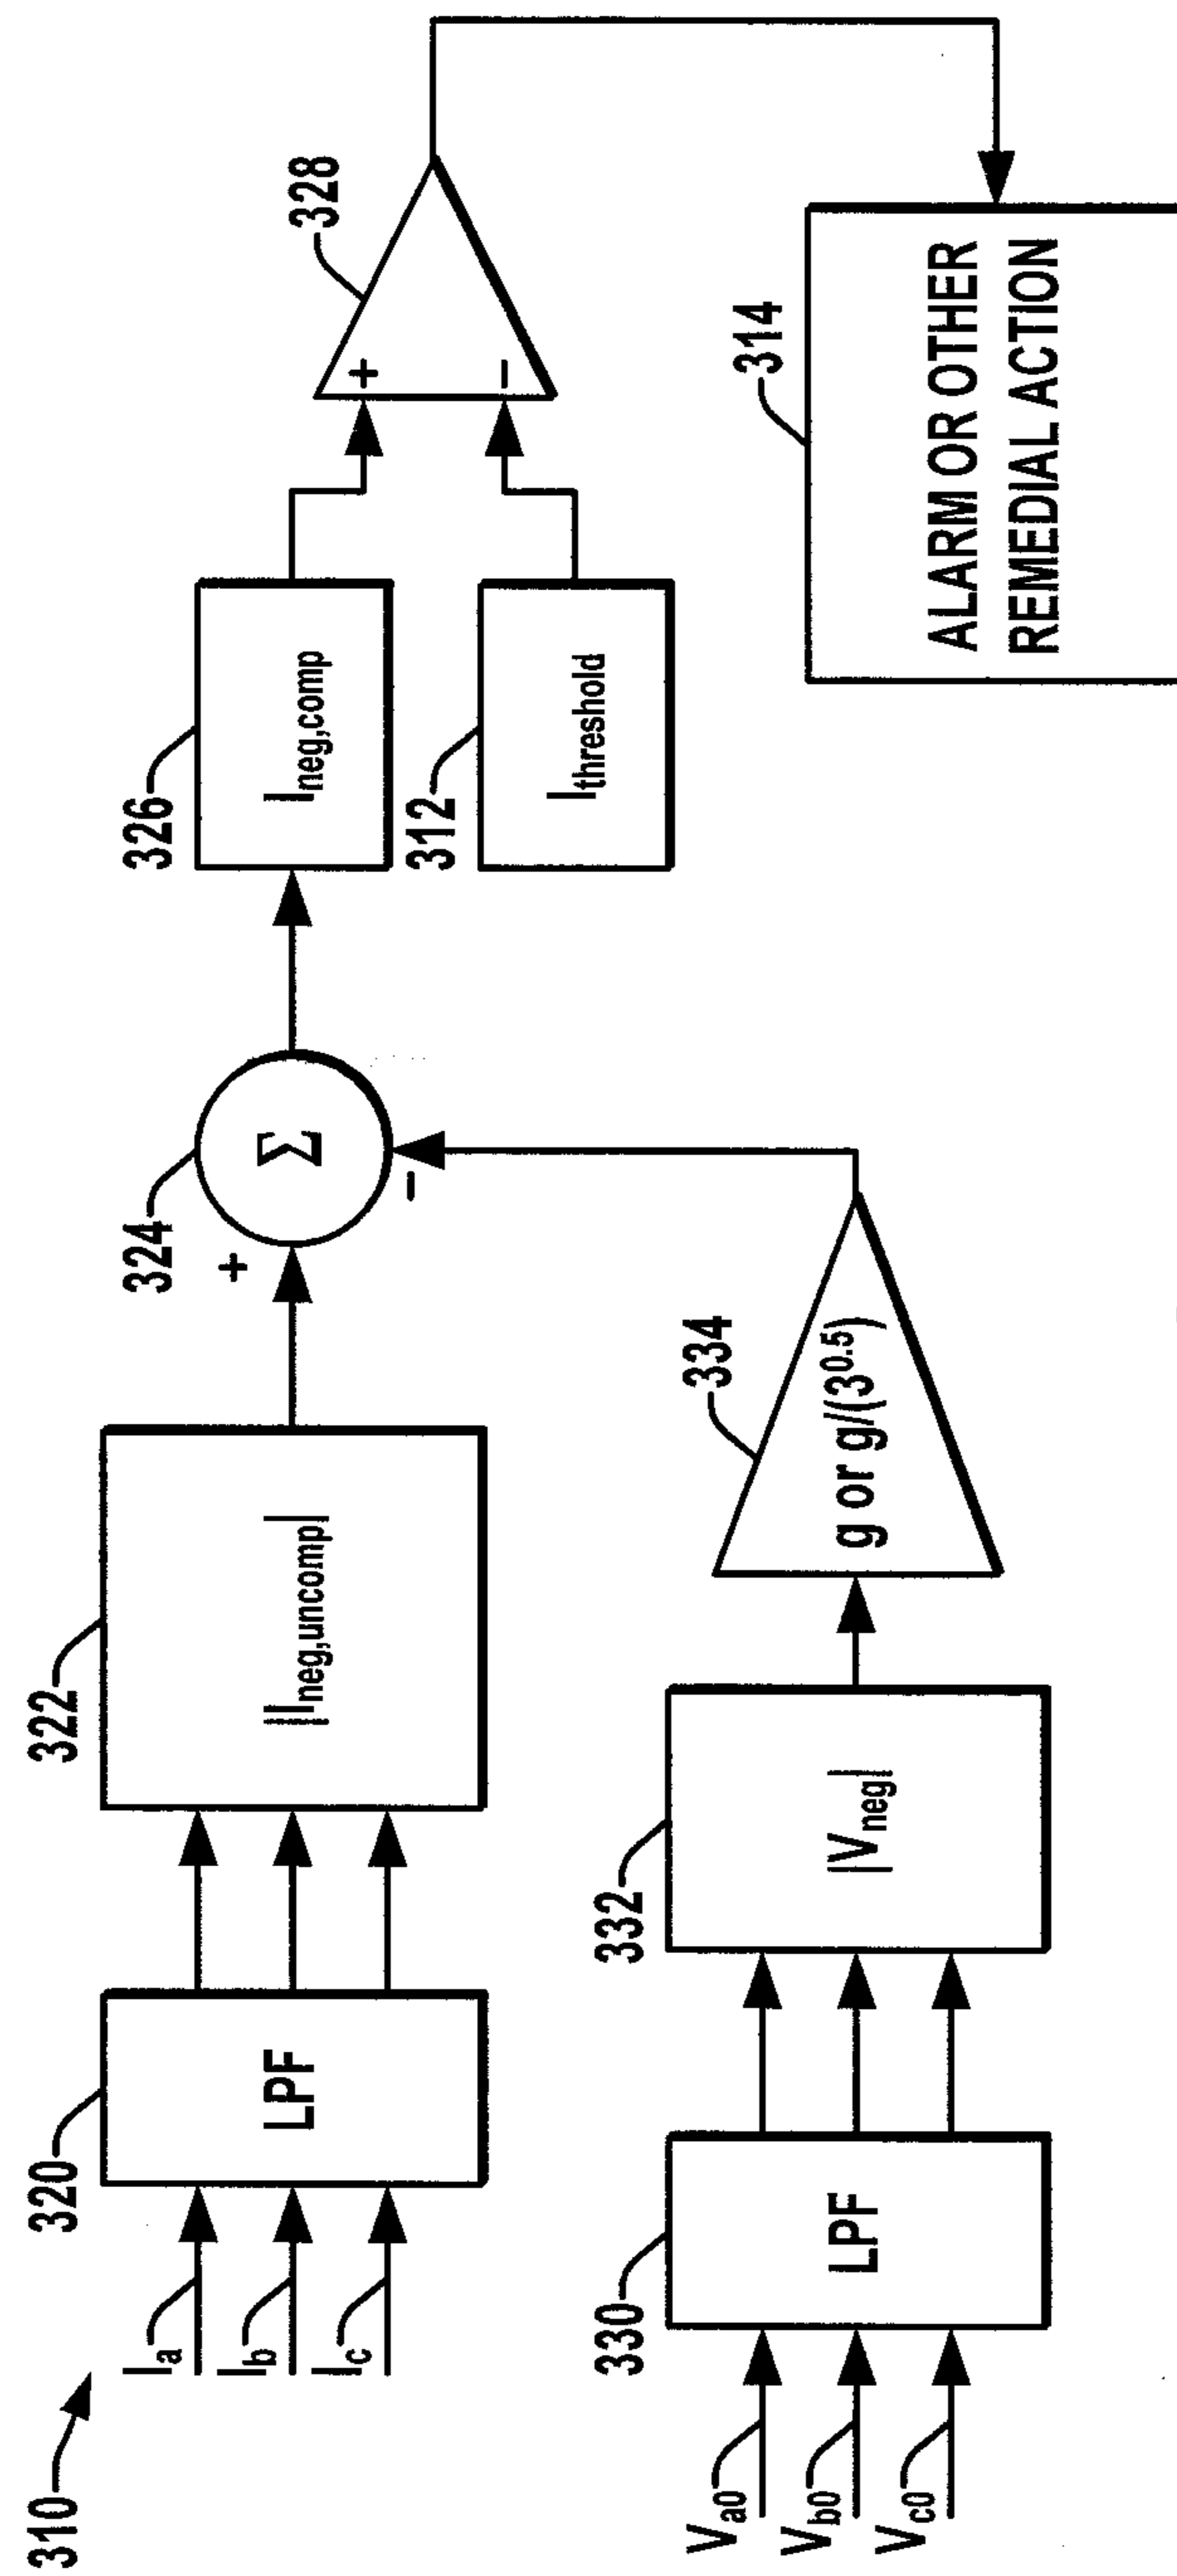 310
I_a
I_b
I_c
320
LPF
322
|I_neg,uncomp|
+
324
Σ
-
326
I_neg,comp
312
I_threshold
+
-
328
V_a0
V_b0
V_c0
330
LPF
332
|V_neg|
334
g or g/(3^0.5)
314
ALARM OR OTHER
REMEDIAL ACTION